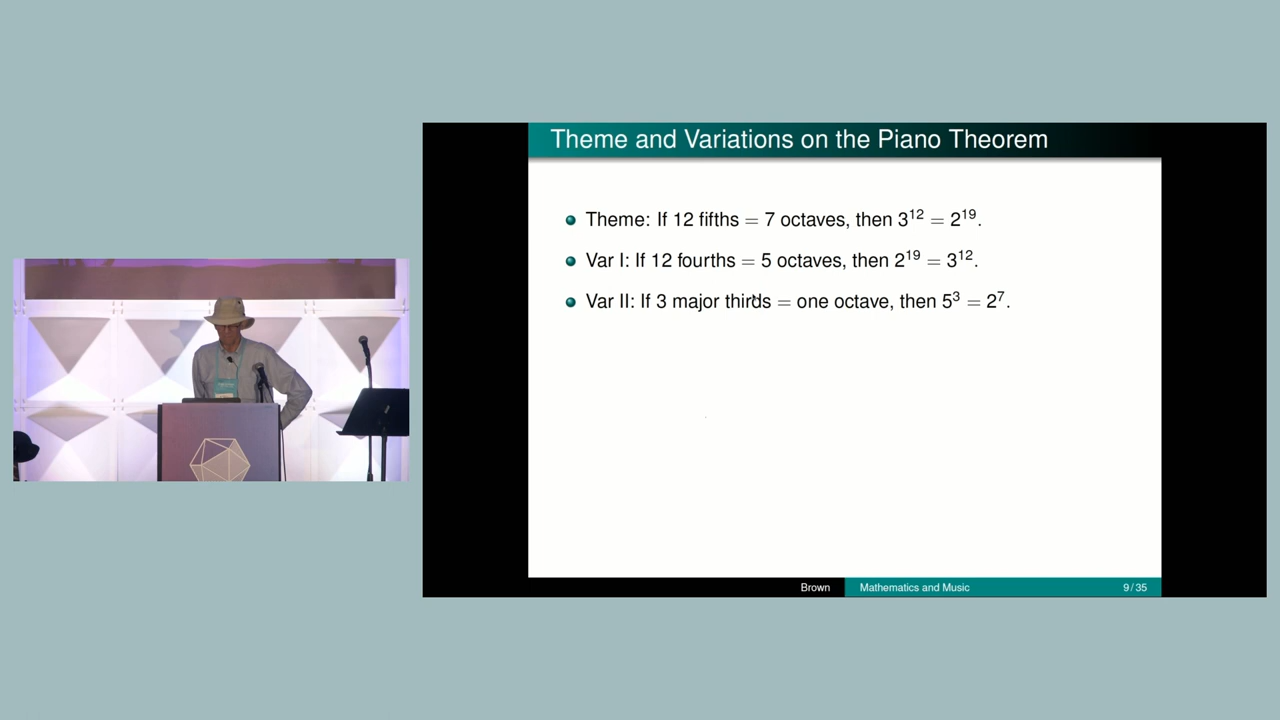 Theme and Variations on the Piano Theorem
Theme: If 12 fifths = 7 octaves, then 3¹² = 2¹⁹.
Var I: If 12 fourths = 5 octaves, then 2¹⁹ = 3¹².
Var II: If 3 major thirds = one octave, then 5³ = 2⁷.
Brown
Mathematics and Music
9/35